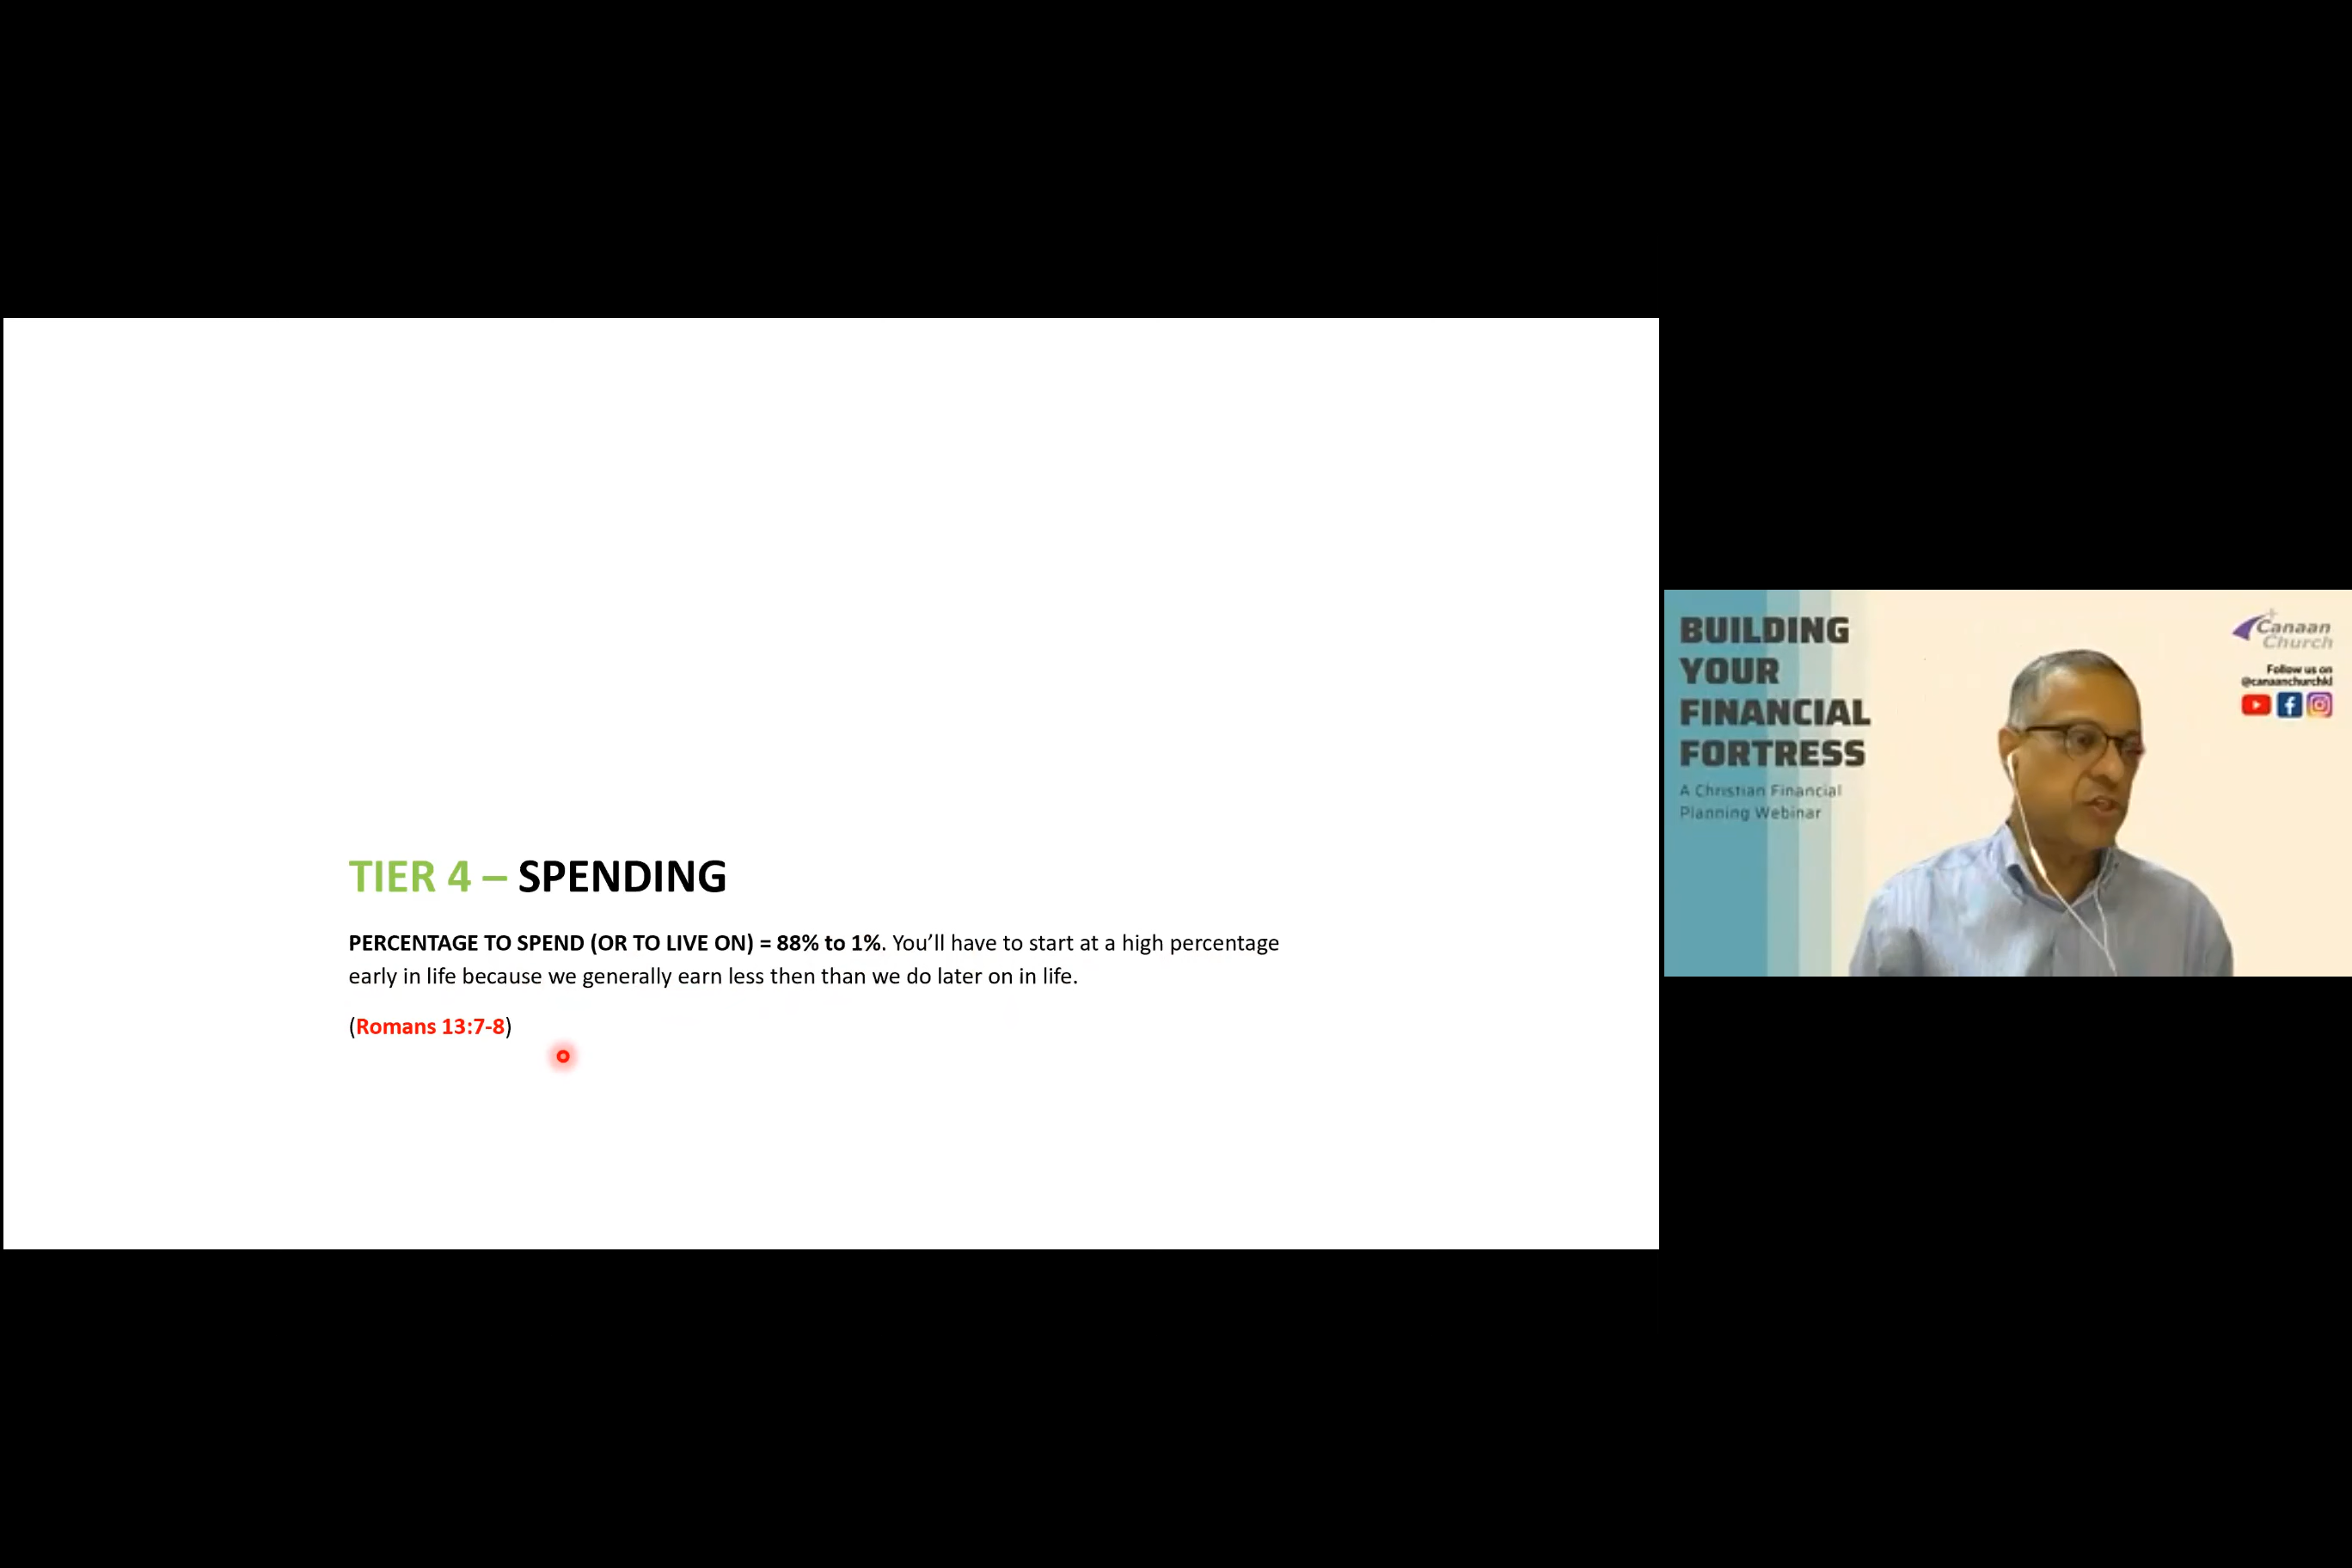 TIER 4 – SPENDING
PERCENTAGE TO SPEND (OR TO LIVE ON) = 88% to 1%. You’ll have to start at a high percentage
early in life because we generally earn less then than we do later on in life.
(Romans 13:7-8)
BUILDING
YOUR
FINANCIAL
FORTRESS
A Christian Financial
Planning Webinar
Canaan
Church
Follow us on
@canaanchurchkl